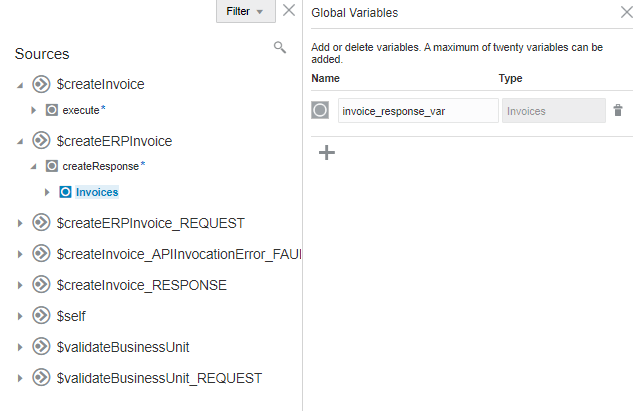 Filter
Sources
$createInvoice
execute*
$createERPInvoice
createResponse*
Invoices
$createERPInvoice_REQUEST
$createInvoice_APIInvocationError_FAU
$createInvoice_RESPONSE
$self
$validateBusinessUnit
$validateBusinessUnit_REQUEST
Global Variables
Add or delete variables. A maximum of twenty variables can be
added.
Name Type
invoice_response_var Invoices